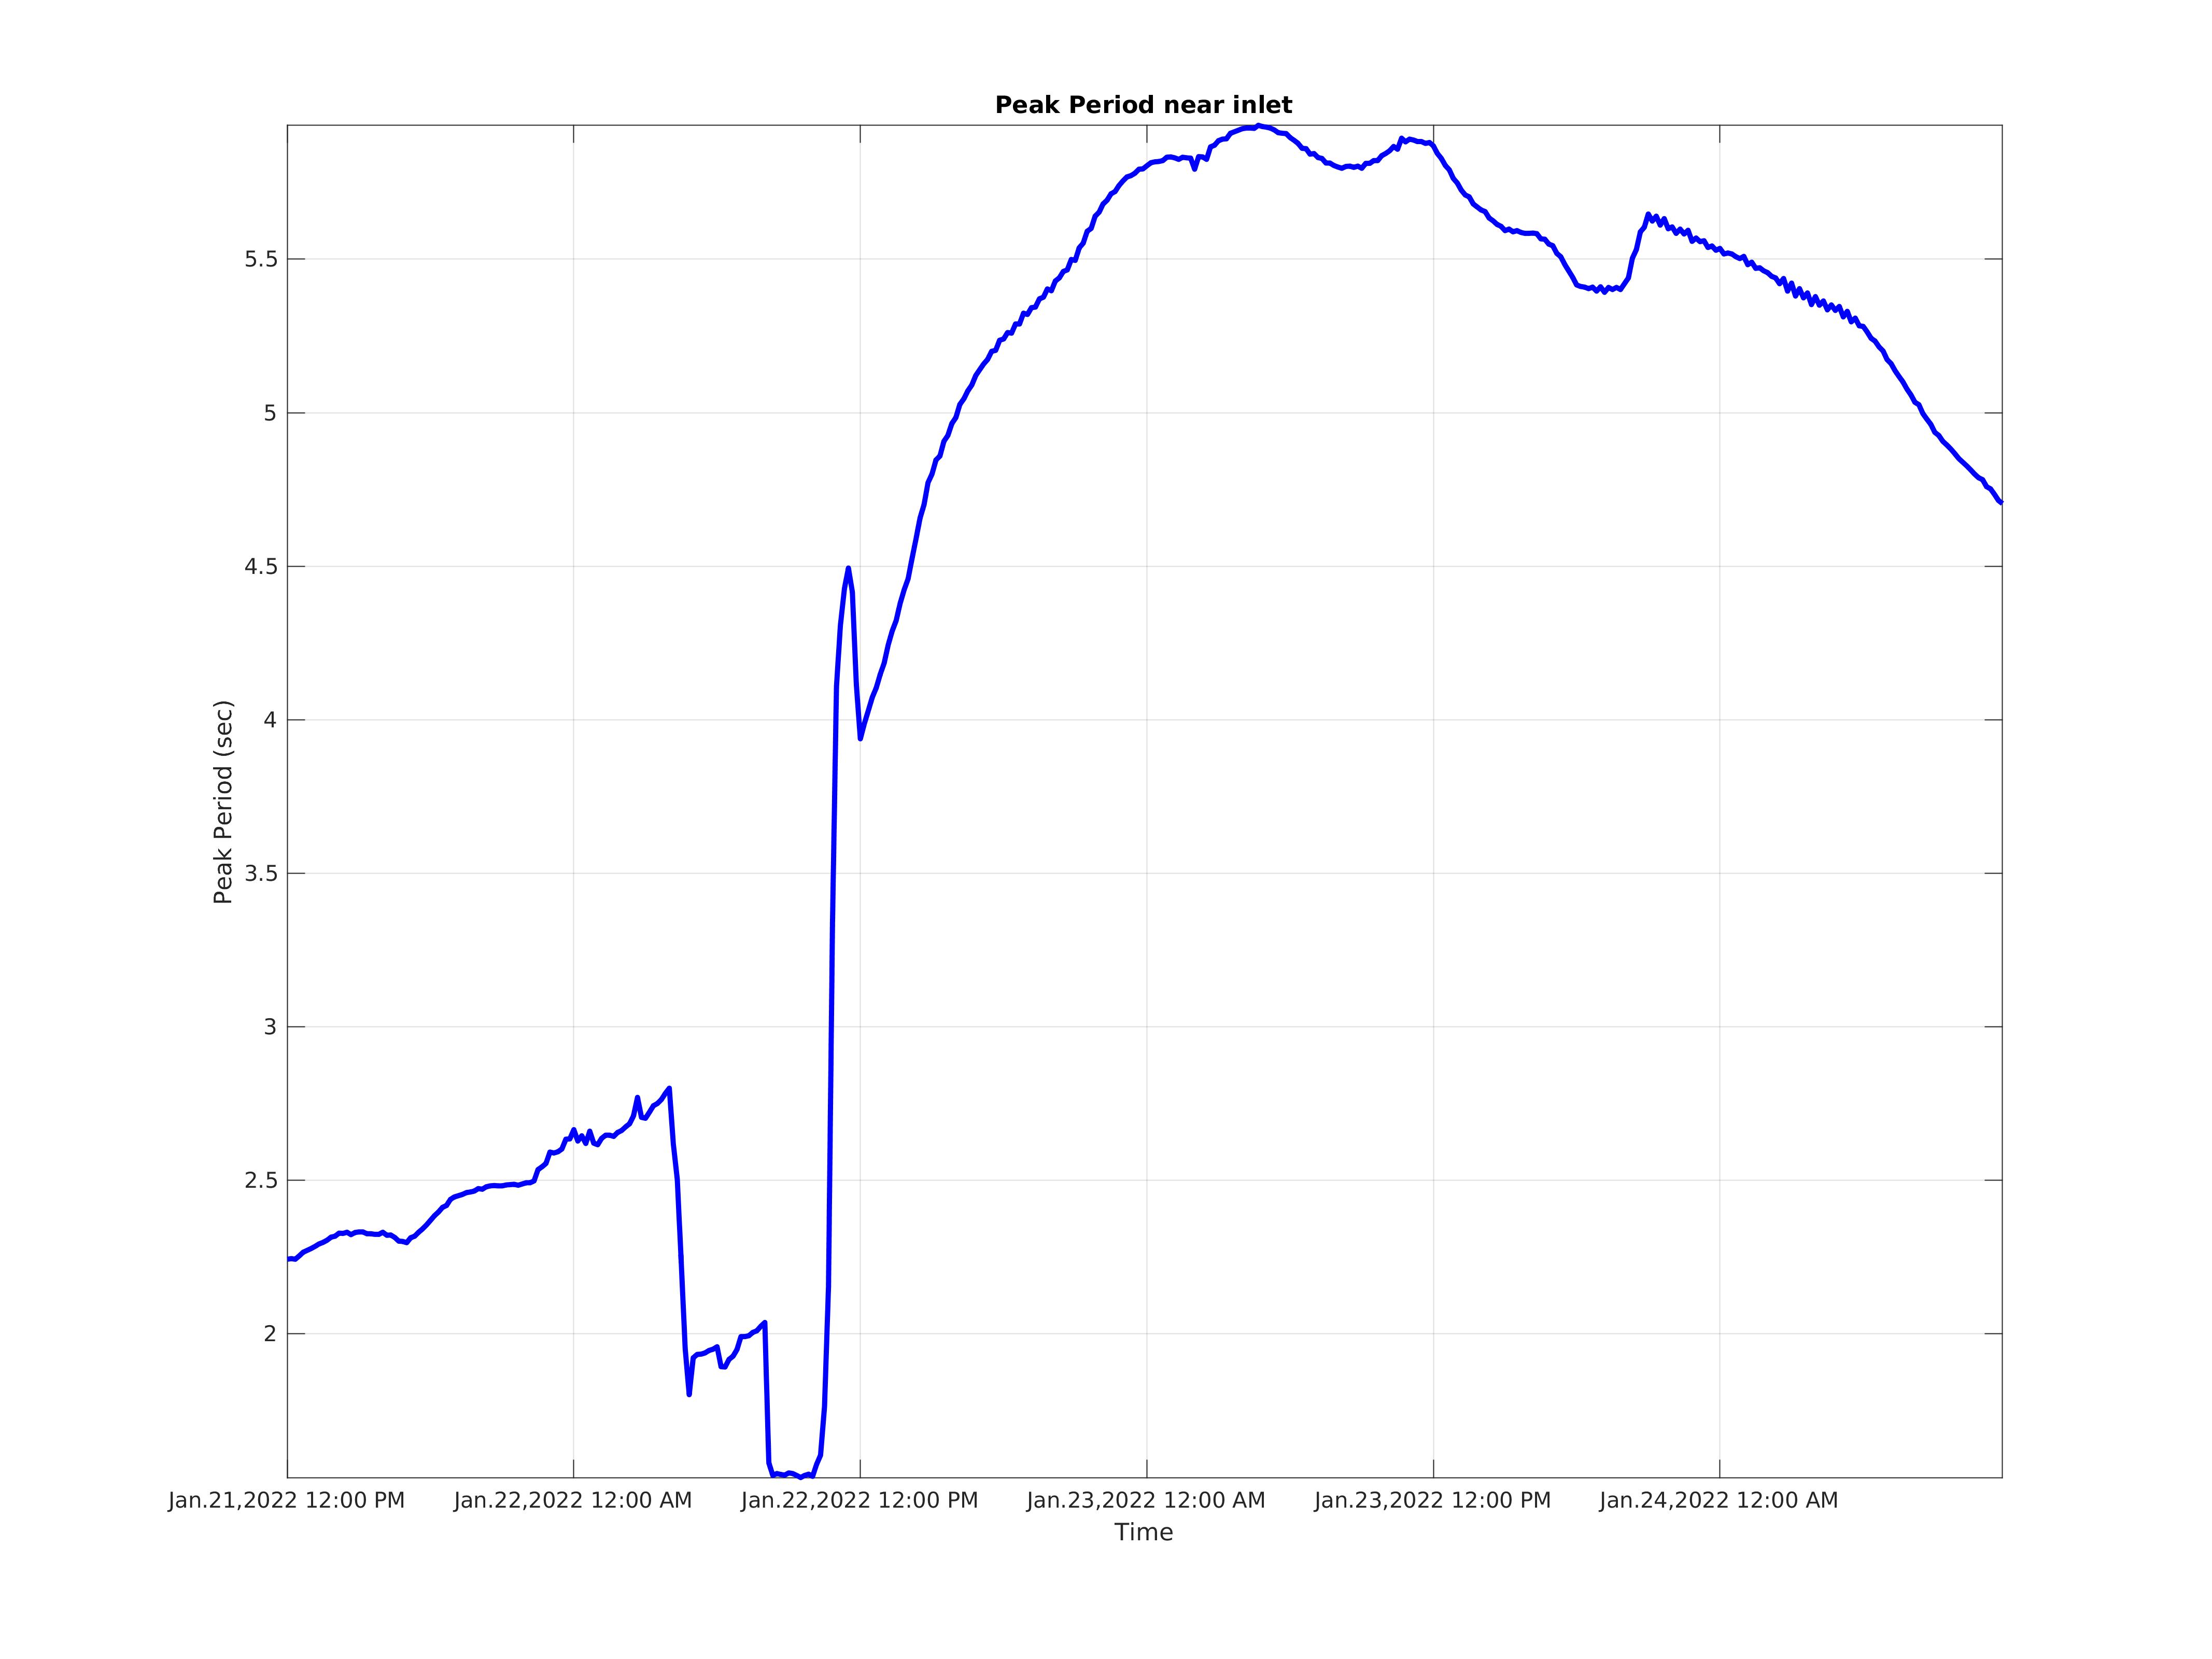 Peak Period near inlet
5.5
5
4.5
4
3.5
3
2.5
2
Peak Period (sec)
Jan.21,2022 12:00 PM
Jan.22,2022 12:00 AM
Jan.22,2022 12:00 PM
Jan.23,2022 12:00 AM
Jan.23,2022 12:00 PM
Jan.24,2022 12:00 AM
Time